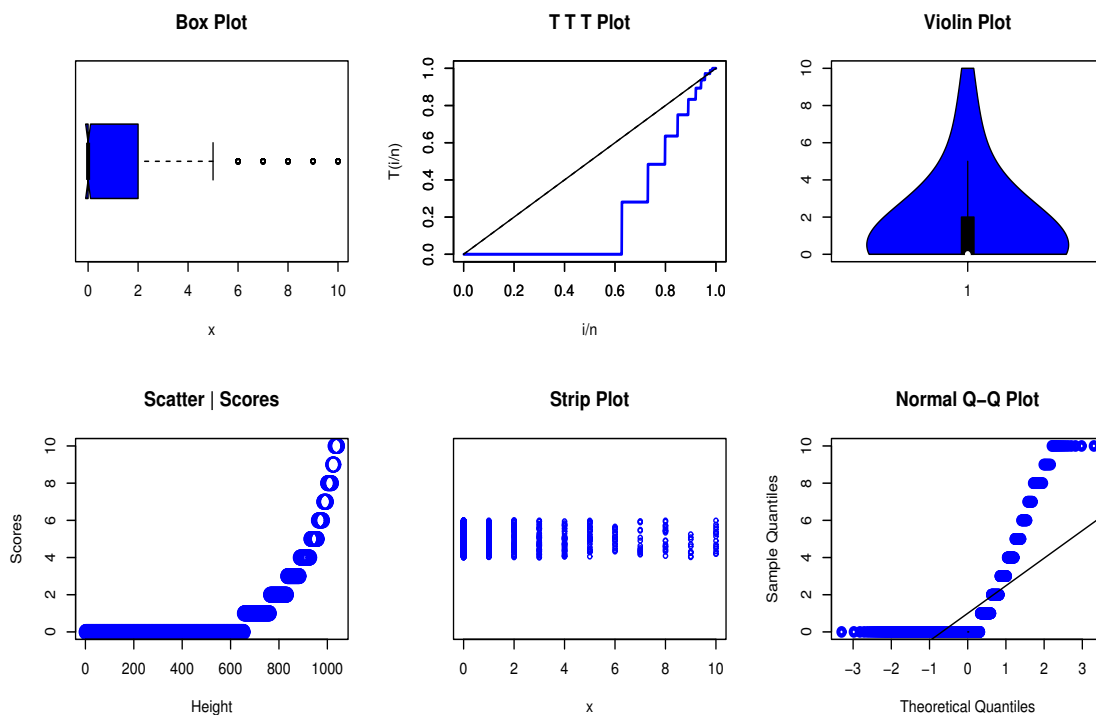 Box Plot
0 2 4 6 8 10
x
T T T Plot
T(i/n)
0.0 0.2 0.4 0.6 0.8 1.0
0.0 0.2 0.4 0.6 0.8 1.0
i/n
Violin Plot
0 2 4 6 8 10
1
Scatter | Scores
Scores
0 2 4 6 8 10
0 200 400 600 800 1000
Height
Strip Plot
0 2 4 6 8 10
x
Normal Q−Q Plot
Sample Quantiles
0 2 4 6 8 10
−3 −2 −1 0 1 2 3
Theoretical Quantiles